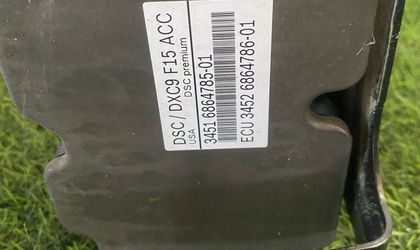 DSC / DXC9 F15 ACC
DSC premium
USA
3451 6864785-01
ECU 3452 6864786-01